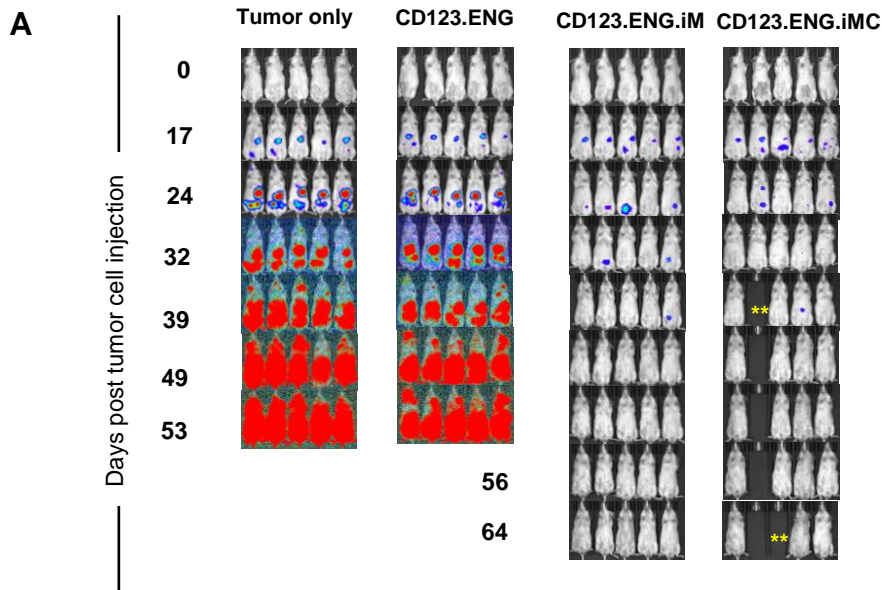 A
Tumor only
CD123.ENG
CD123.ENG.iM
CD123.ENG.iMC
Days post tumor cell injection
0
17
24
32
39
**
49
53
56
64
**